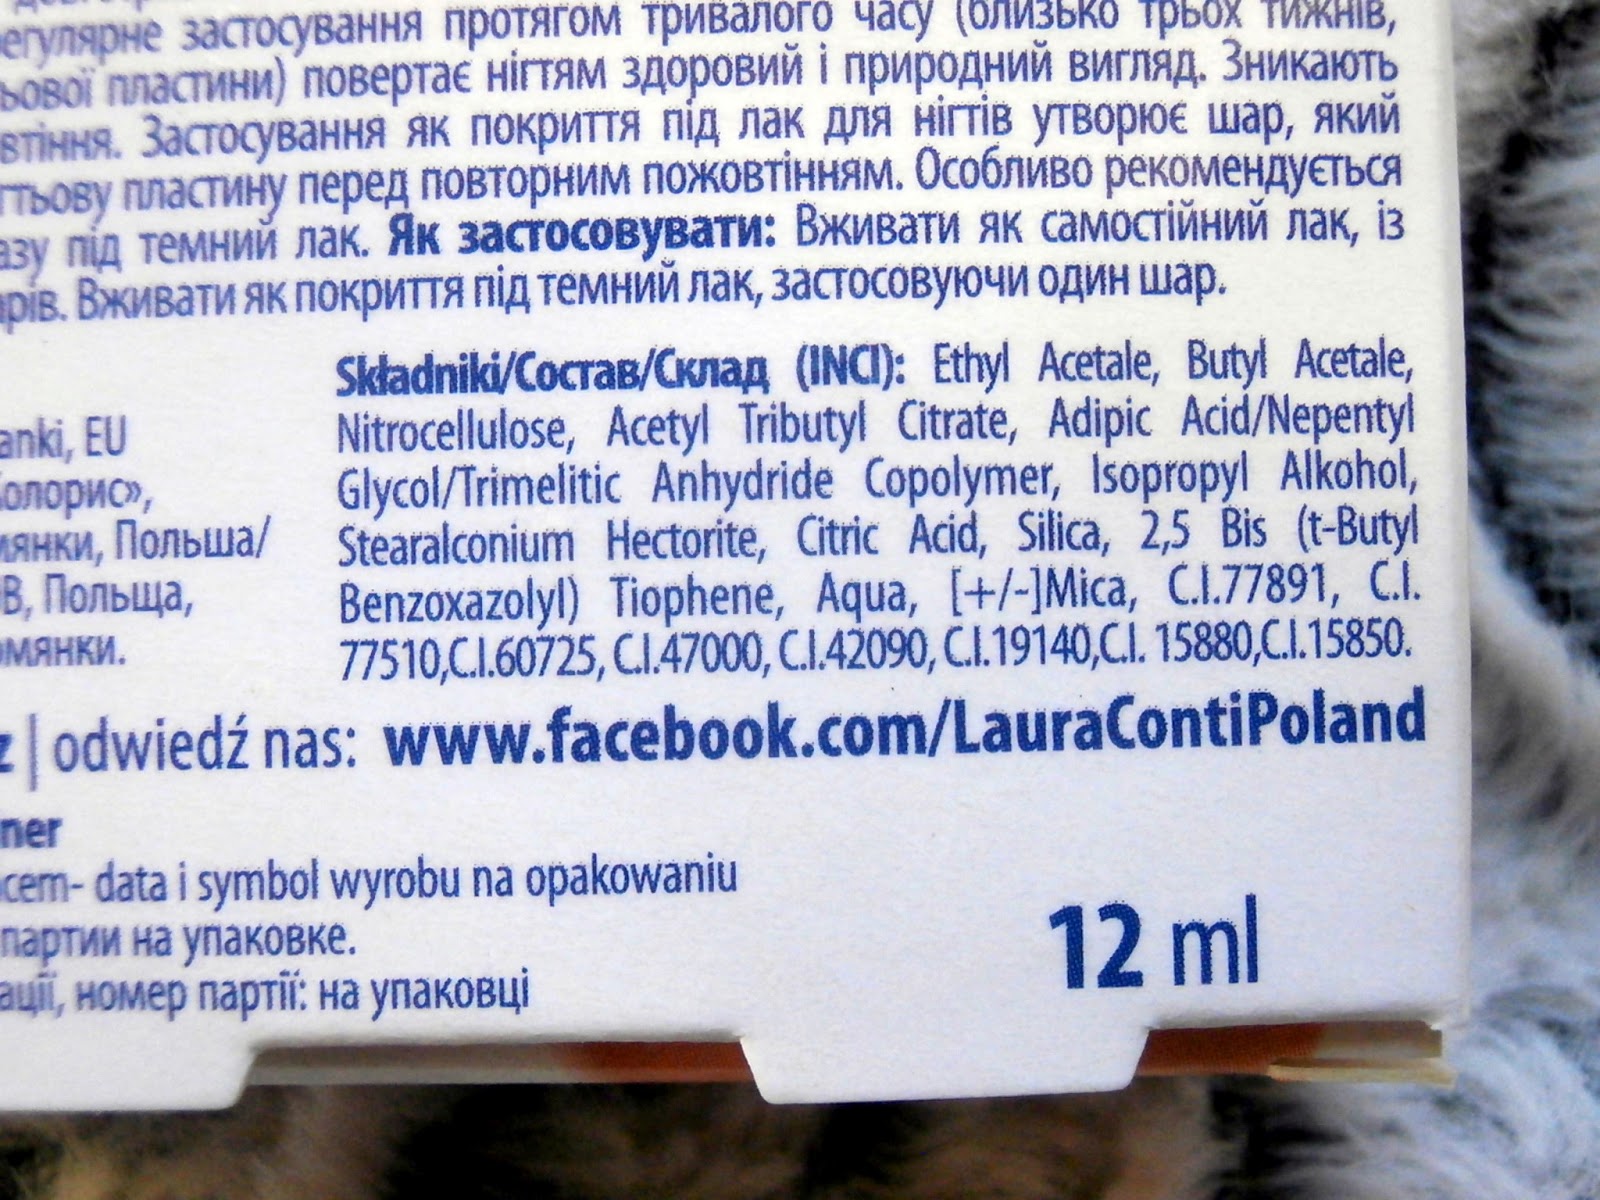 застосування протягом тривалого часу (близько трьох тижнів,
пластини) повертає нігтям здоровий і природний вигляд. Зникають
Застосування як покриття під лак для нігтів утворює шар, який
пластину перед повторним пожовтінням. Особливо рекомендується
під темний лак. Як застосовувати: Вживати як самостійний лак, із
Вживати як покриття під темний лак, застосовуючи один шар.
Składniki/Состав/Склад (INCI): Ethyl Acetale, Butyl Acetale,
Nitrocellulose, Acetyl Tributyl Citrate, Adipic Acid/Nepentyl
Glycol/Trimelitic Anhydride Copolymer, Isopropyl Alkohol,
Stearalconium Hectorite, Citric Acid, Silica, 2,5 Bis (t-Butyl
Benzoxazolyl) Tiophene, Aqua, [+/-]Mica, C.I.77891, C.I.
77510,C.I.60725, C.I.47000, C.I.42090, C.I.19140,C.I. 15880,C.I.15850.
anki, EU
олорис»,
мянки, Польша/
В, Польща,
омянки.
z | odwiedź nas: www.facebook.com/LauraContiPoland
ner
cem- data i symbol wyrobu na opakowaniu
партии на упаковке.
ації, номер партії: на упаковці
12 ml